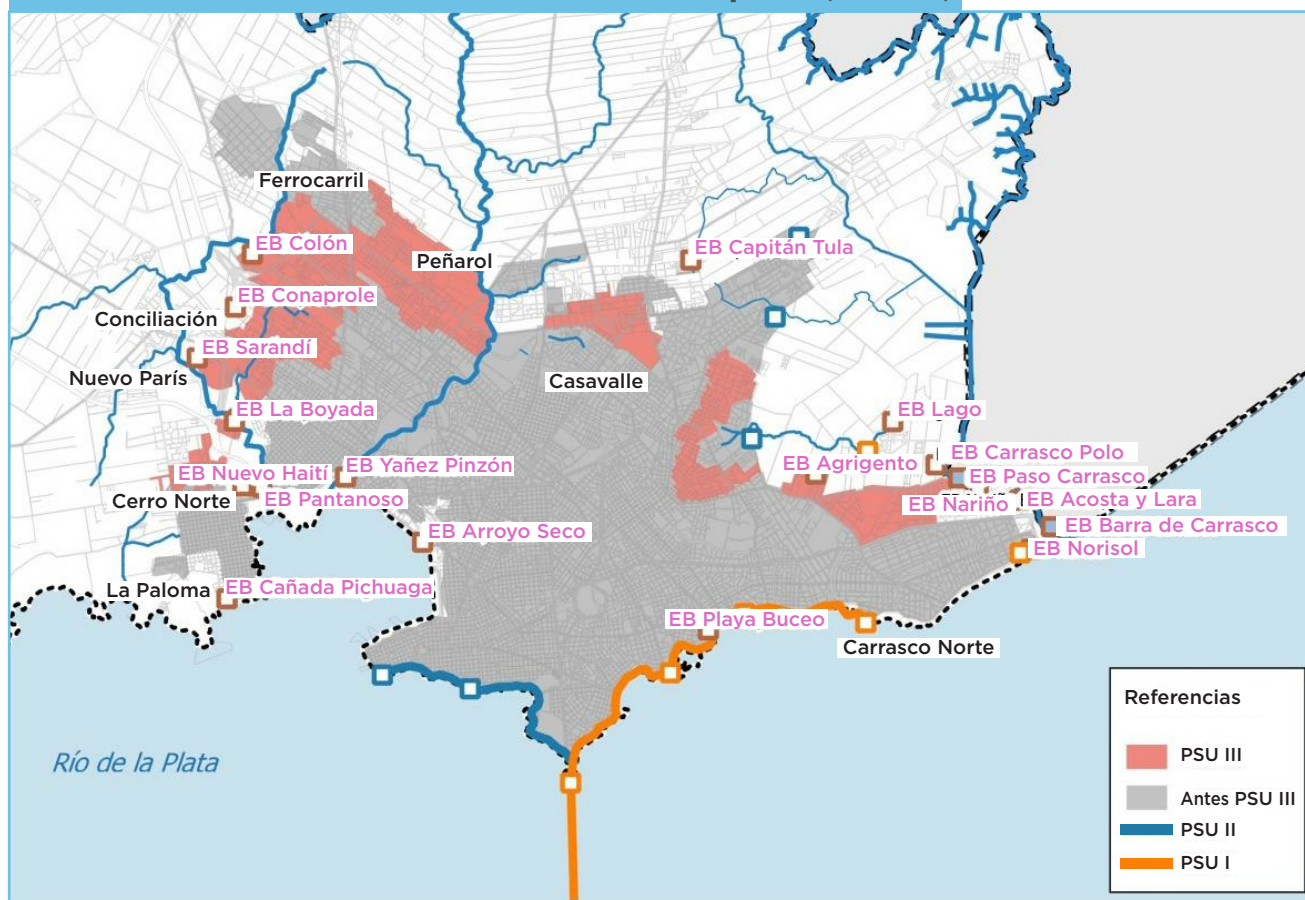 Ferrocarril
EB Colón
EB Capitán Tula
Peñarol
EB Conaprole
Conciliación
EB Sarandí
Nuevo París
Casavalle
EB La Boyada
EB Lago
EB Carrasco Polo
EB Yañez Pinzón
EB Agrigento
EB Nuevo Haití
EB Paso Carrasco
Cerro Norte
EB Pantanoso
EB Nariño
EB Acosta y Lara
EB Barra de Carrasco
EB Arroyo Seco
EB Norisol
La Paloma
EB Cañada Pichuaga
EB Playa Buceo
Carrasco Norte
Río de la Plata
Referencias
PSU III
Antes PSU III
PSU II
PSU I